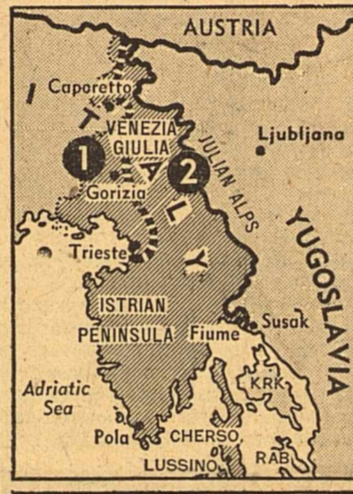 AUSTRIA
Caporetto
ITALY
VENEZIA
GIULIA
1
2
JULIAN ALPS
Ljubljana
Gorizia
YUGOSLAVIA
Trieste
ISTRIAN
PENINSULA
Fiume
Susak
Adriatic
Sea
KRK
Pola
CHERSO
LUSSINO
RAB